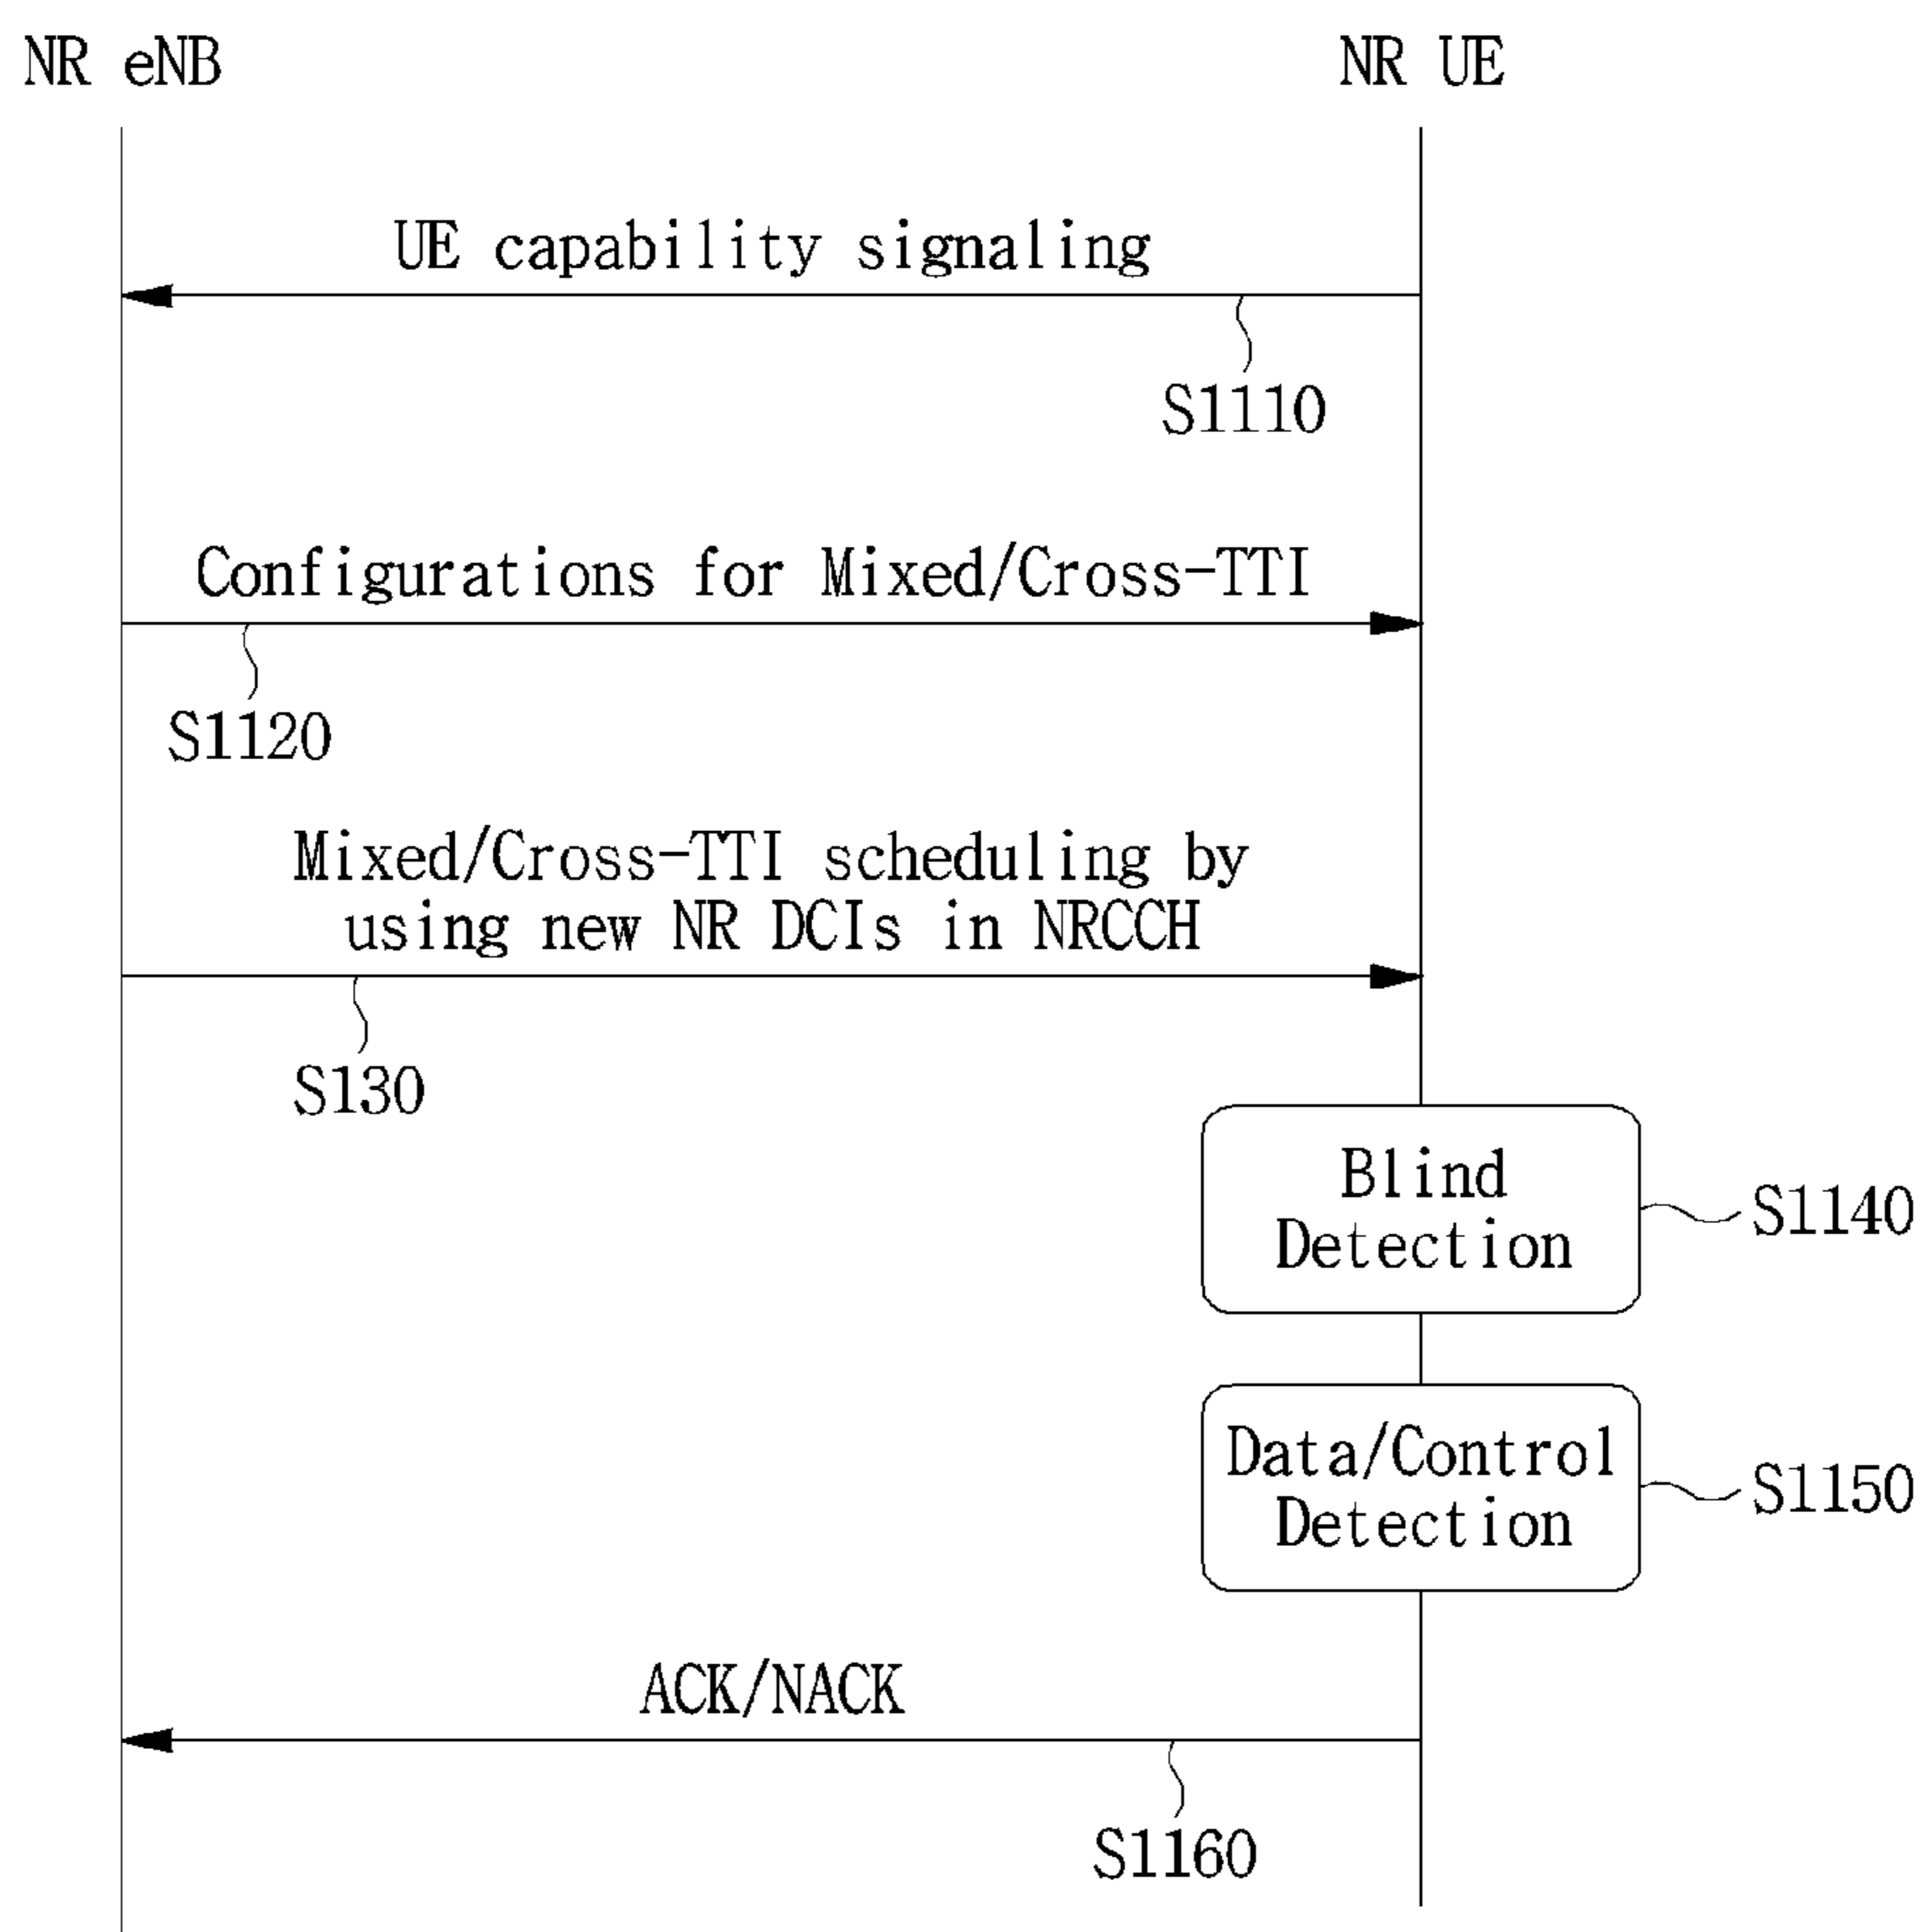 NR eNB
NR UE
UE capability signaling
S1110
Configurations for Mixed/Cross-TTI
S1120
Mixed/Cross-TTI scheduling by
using new NR DCIs in NRCCH
S130
Blind
Detection
S1140
Data/Control
Detection
S1150
ACK/NACK
S1160